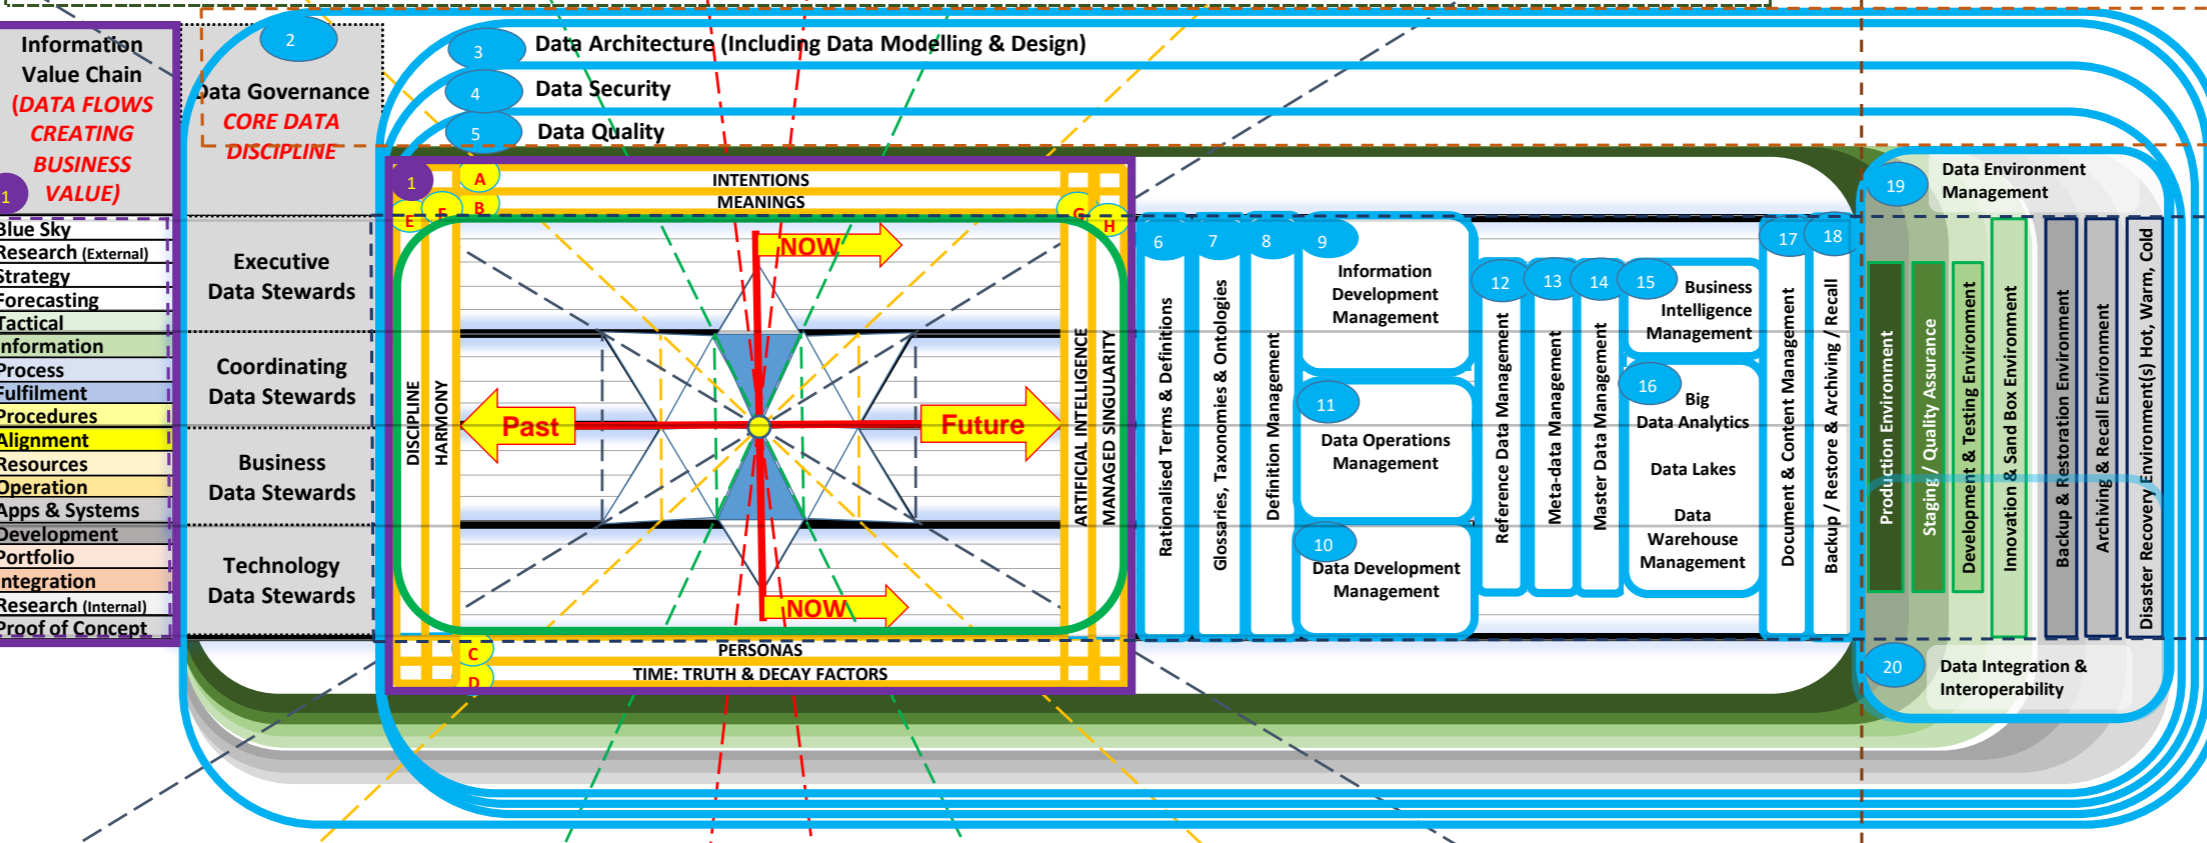 Information
Value Chain
(DATA FLOWS
CREATING
BUSINESS
VALUE)
1
Blue Sky
Research (External)
Strategy
Forecasting
Tactical
Information
Process
Fulfilment
Procedures
Alignment
Resources
Operation
Apps & Systems
Development
Portfolio
Integration
Research (Internal)
Proof of Concept
2
Data Governance
CORE DATA
DISCIPLINE
Executive
Data Stewards
Coordinating
Data Stewards
Business
Data Stewards
Technology
Data Stewards
3 Data Architecture (Including Data Modelling & Design)
4 Data Security
5 Data Quality
1
A
INTENTIONS
B
MEANINGS
E
F
G
H
DISCIPLINE
HARMONY
NOW
Past
Future
NOW
ARTIFICIAL INTELLIGENCE
MANAGED SINGULARITY
C
PERSONAS
D
TIME: TRUTH & DECAY FACTORS
6
Rationalised Terms & Definitions
7
Glossaries, Taxonomies & Ontologies
8
Definition Management
9
Information
Development
Management
11
Data Operations
Management
10
Data Development
Management
12
Reference Data Management
13
Meta-data Management
14
Master Data Management
15
Business
Intelligence
Management
16
Big
Data Analytics
Data Lakes
Data
Warehouse
Management
17
Document & Content Management
18
Backup / Restore & Archiving / Recall
19
Data Environment
Management
Production Environment
Staging / Quality Assurance
Development & Testing Environment
Innovation & Sand Box Environment
Backup & Restoration Environment
Archiving & Recall Environment
Disaster Recovery Environment(s) Hot, Warm, Cold
20
Data Integration &
Interoperability